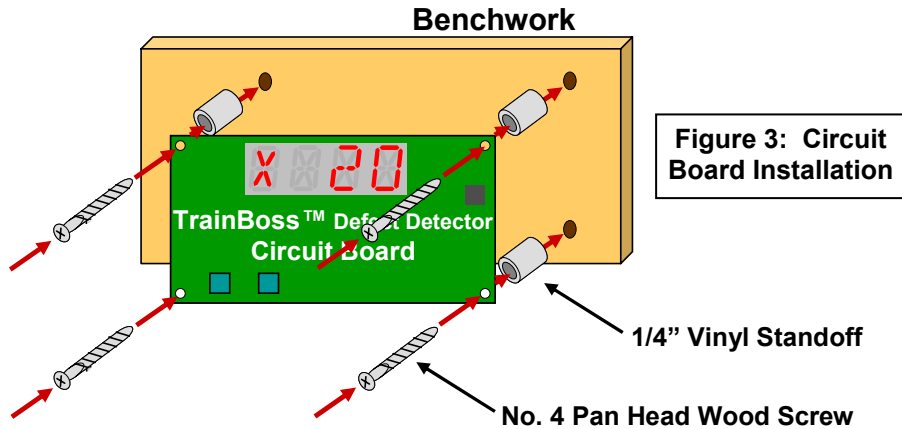 Benchwork
Figure 3: Circuit
Board Installation
X 20
TrainBoss™ Defect Detector
Circuit Board
1/4” Vinyl Standoff
No. 4 Pan Head Wood Screw